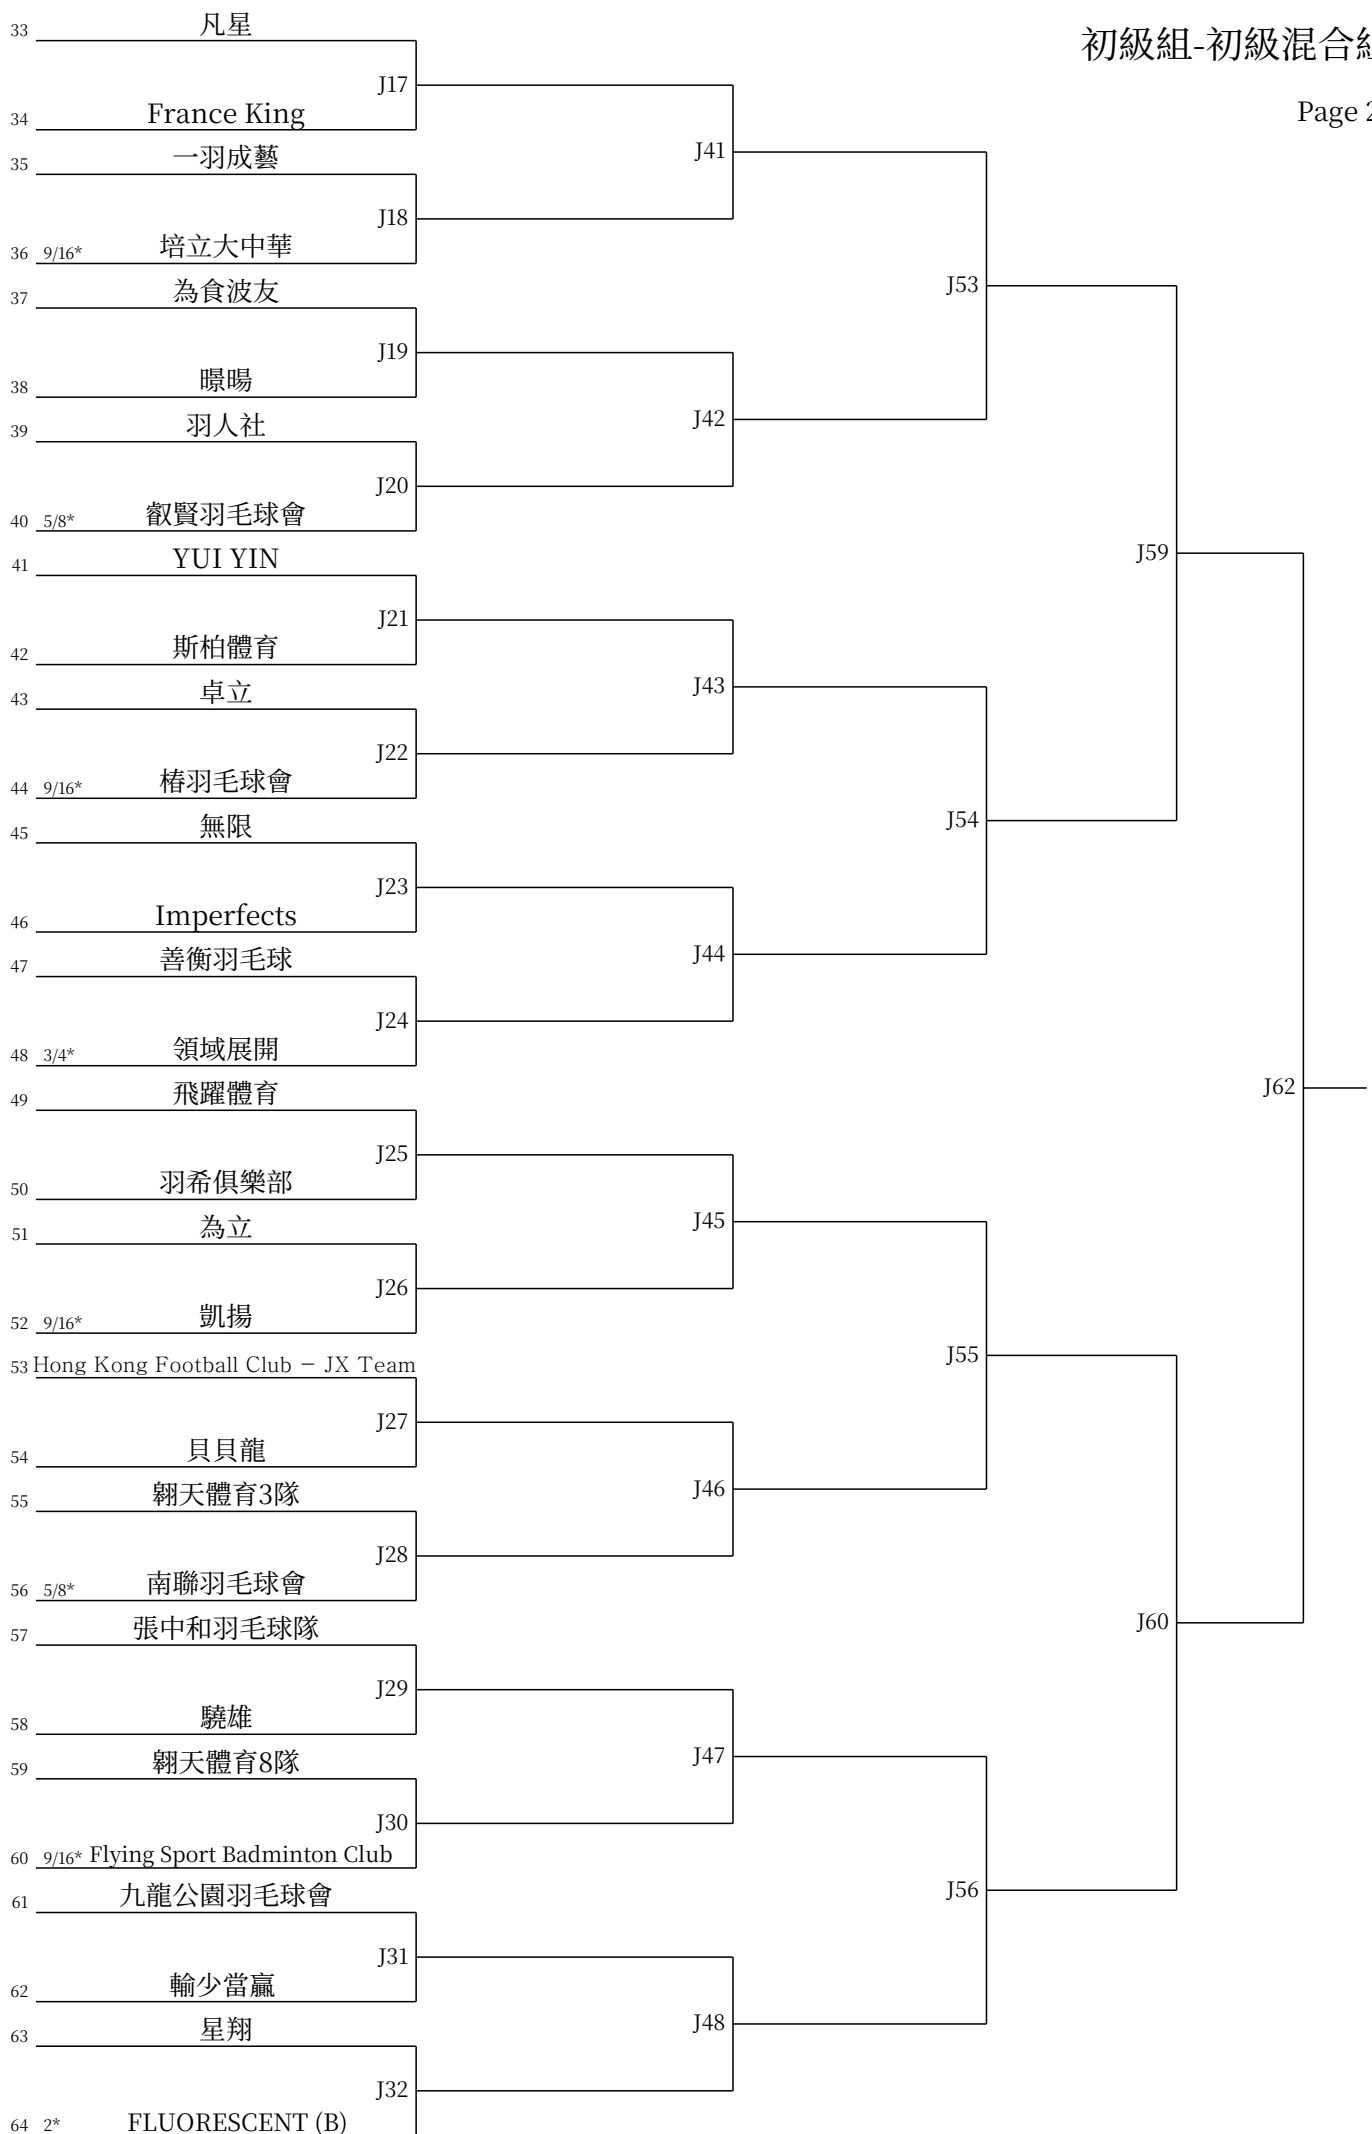 初級組-初級混合組
Page 2
33 凡星
J17
34 France King
J41
35 一羽成藝
J18
36 9/16* 培立大中華
J53
37 為食波友
J19
38 暻暘
J42
39 羽人社
J20
40 5/8* 叡賢羽毛球會
J59
41 YUI YIN
J21
42 斯柏體育
J43
43 卓立
J22
44 9/16* 椿羽毛球會
J54
45 無限
J23
46 Imperfects
J44
47 善衡羽毛球
J24
48 3/4* 領域展開
J62
49 飛躍體育
J25
50 羽希俱樂部
J45
51 為立
J26
52 9/16* 凱揚
J55
53 Hong Kong Football Club - JX Team
J27
54 貝貝龍
J46
55 翱天體育3隊
J28
56 5/8* 南聯羽毛球會
J60
57 張中和羽毛球隊
J29
58 驍雄
J47
59 翱天體育8隊
J30
60 9/16* Flying Sport Badminton Club
J56
61 九龍公園羽毛球會
J31
62 輸少當贏
J48
63 星翔
J32
64 2* FLUORESCENT (B)